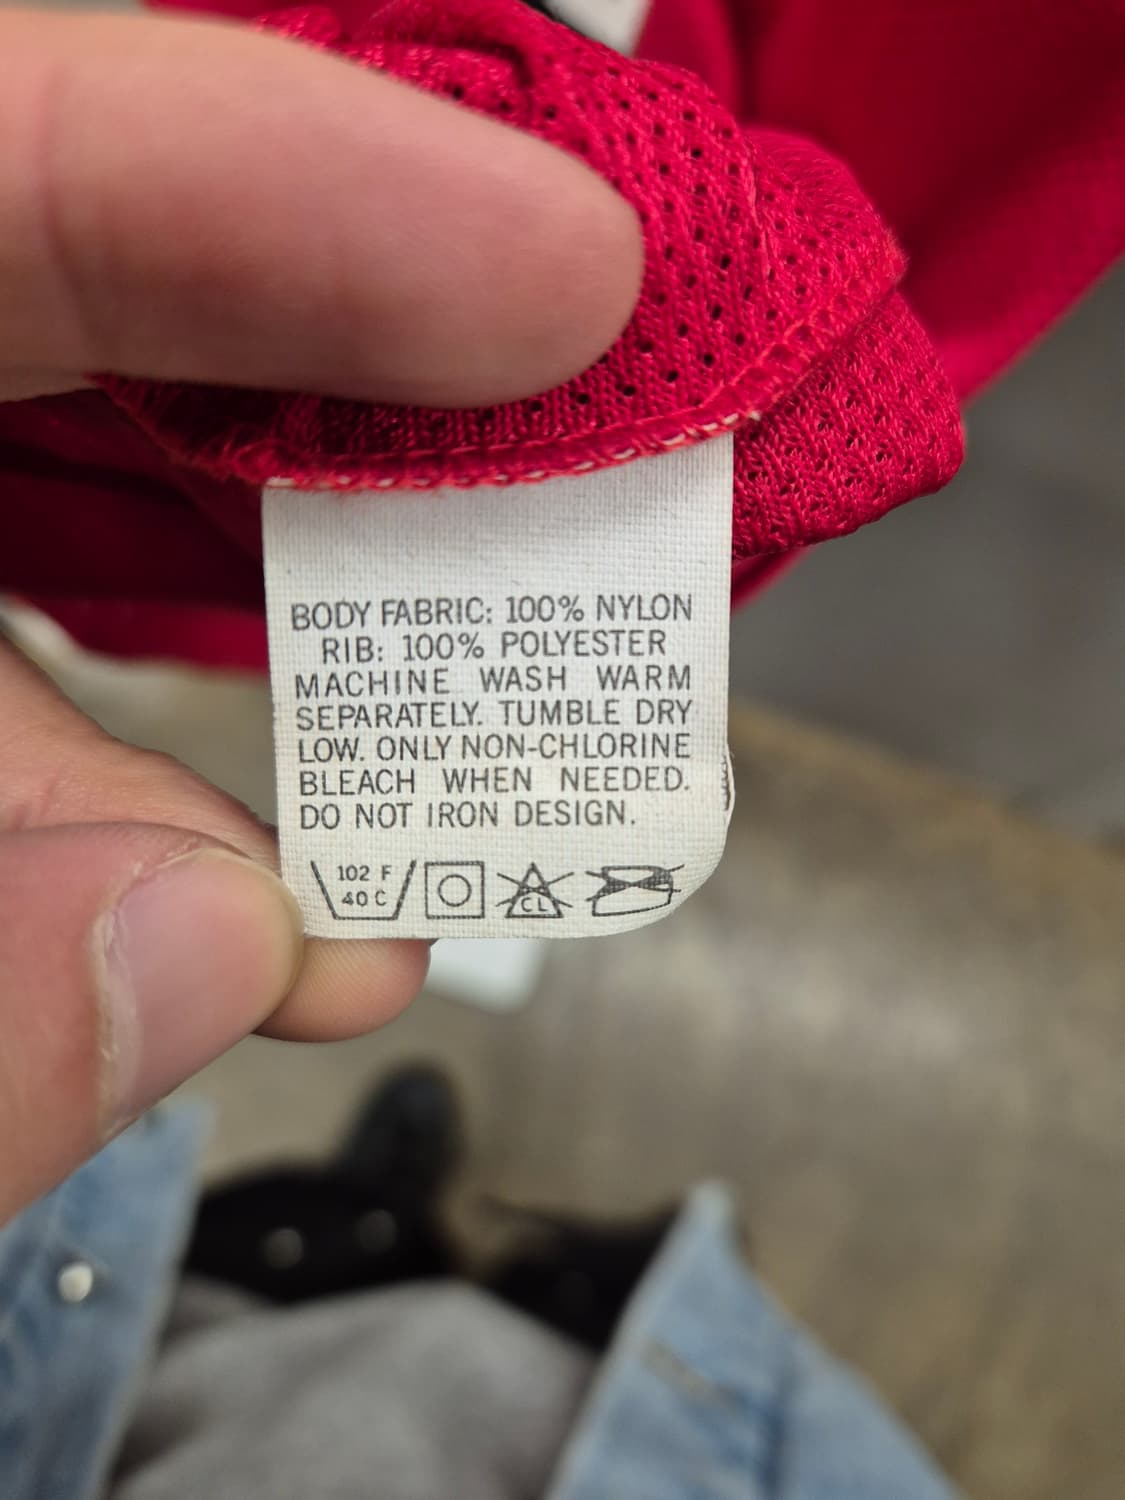 BODY FABRIC: 100% NYLON
RIB: 100% POLYESTER
MACHINE WASH WARM
SEPARATELY. TUMBLE DRY
LOW. ONLY NON-CHLORINE
BLEACH WHEN NEEDED.
DO NOT IRON DESIGN.
102 F
40 C
CL